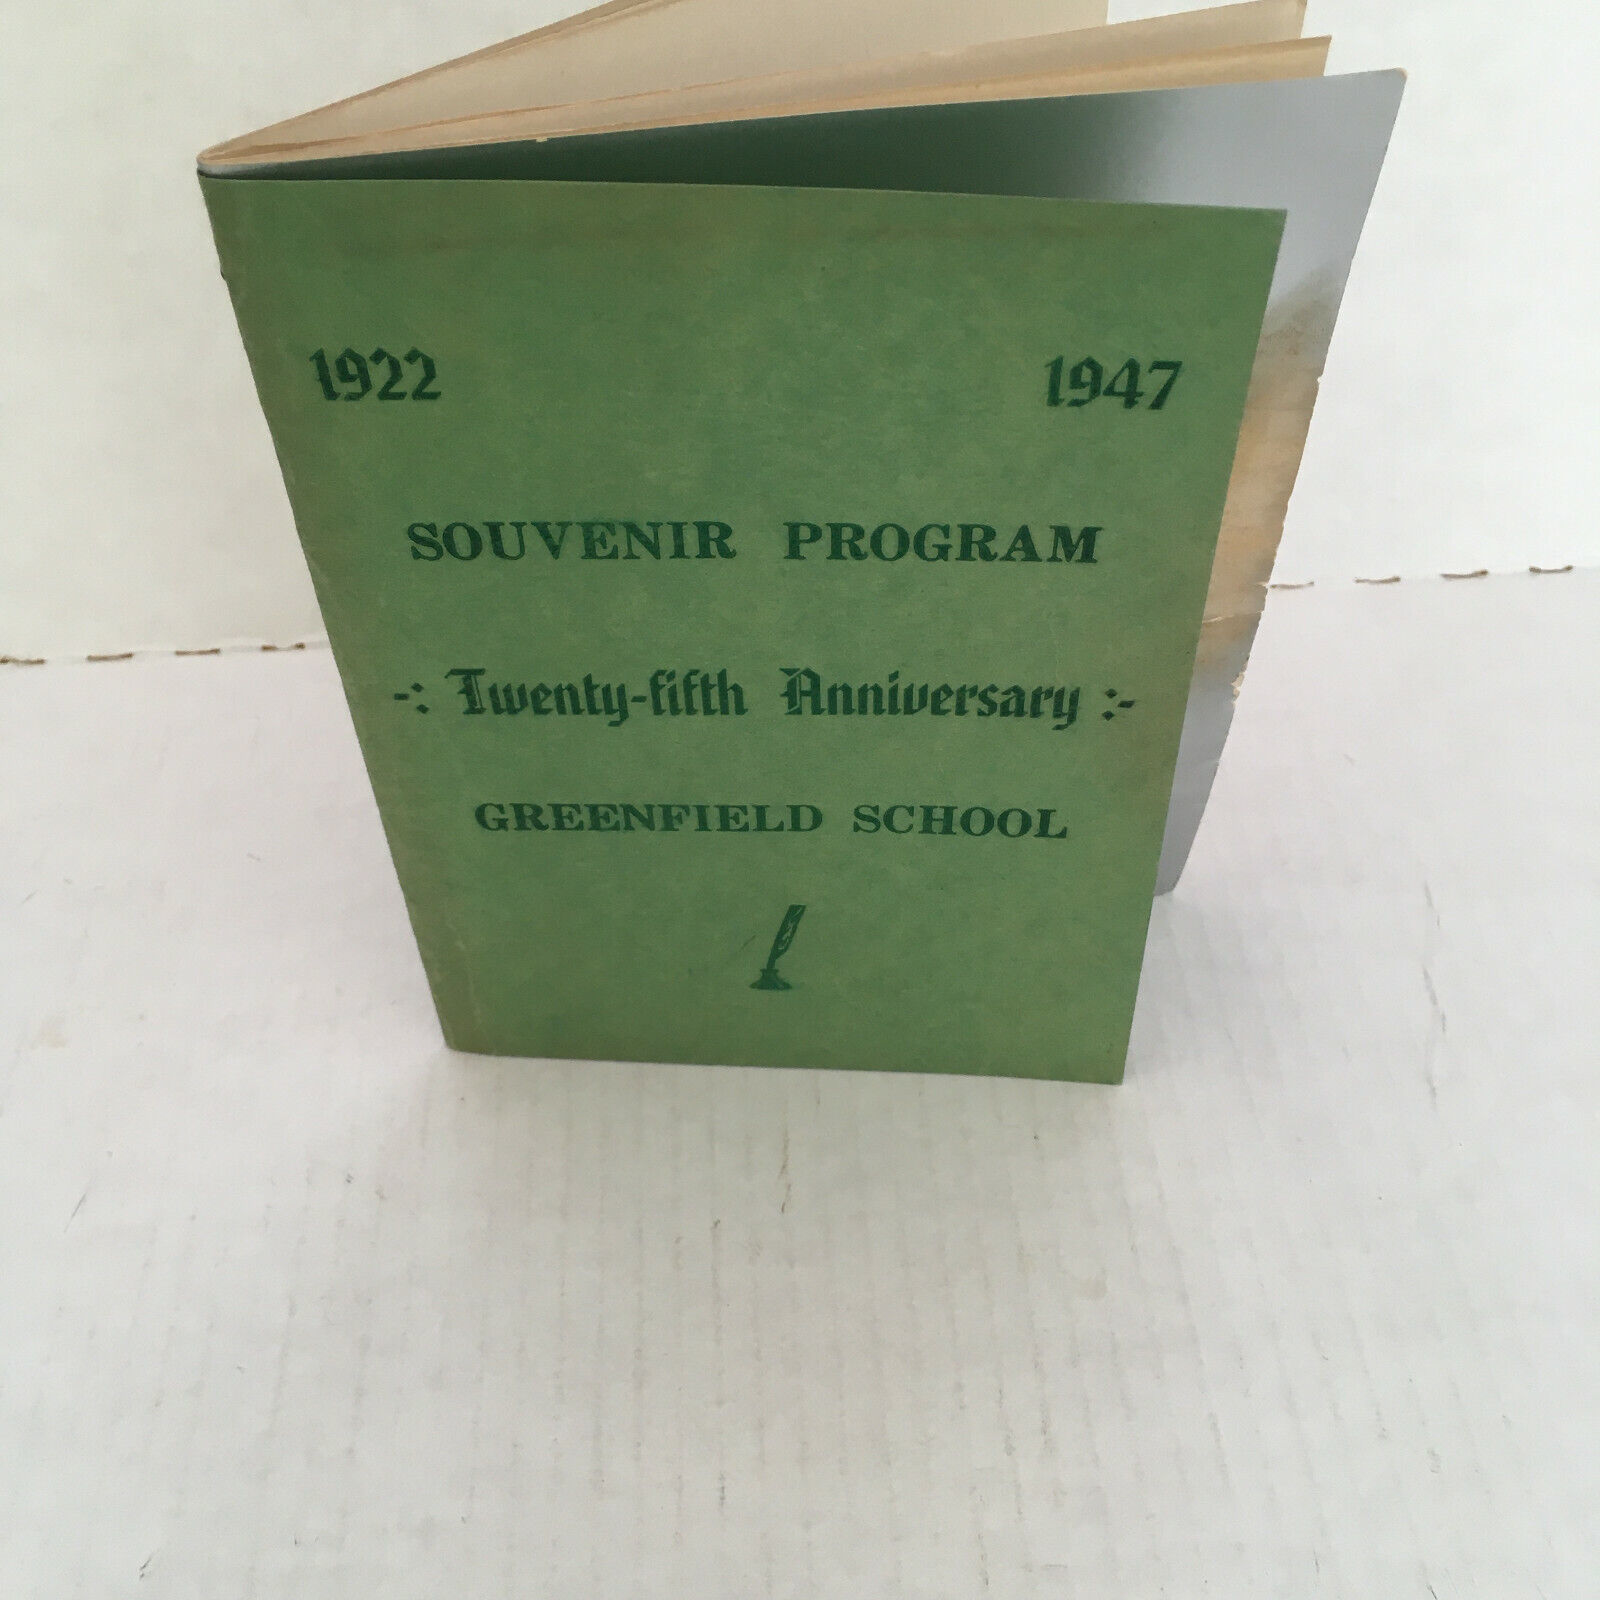 1922 1947
SOUVENIR PROGRAM
-: Twenty-fifth Anniversary :-
GREENFIELD SCHOOL